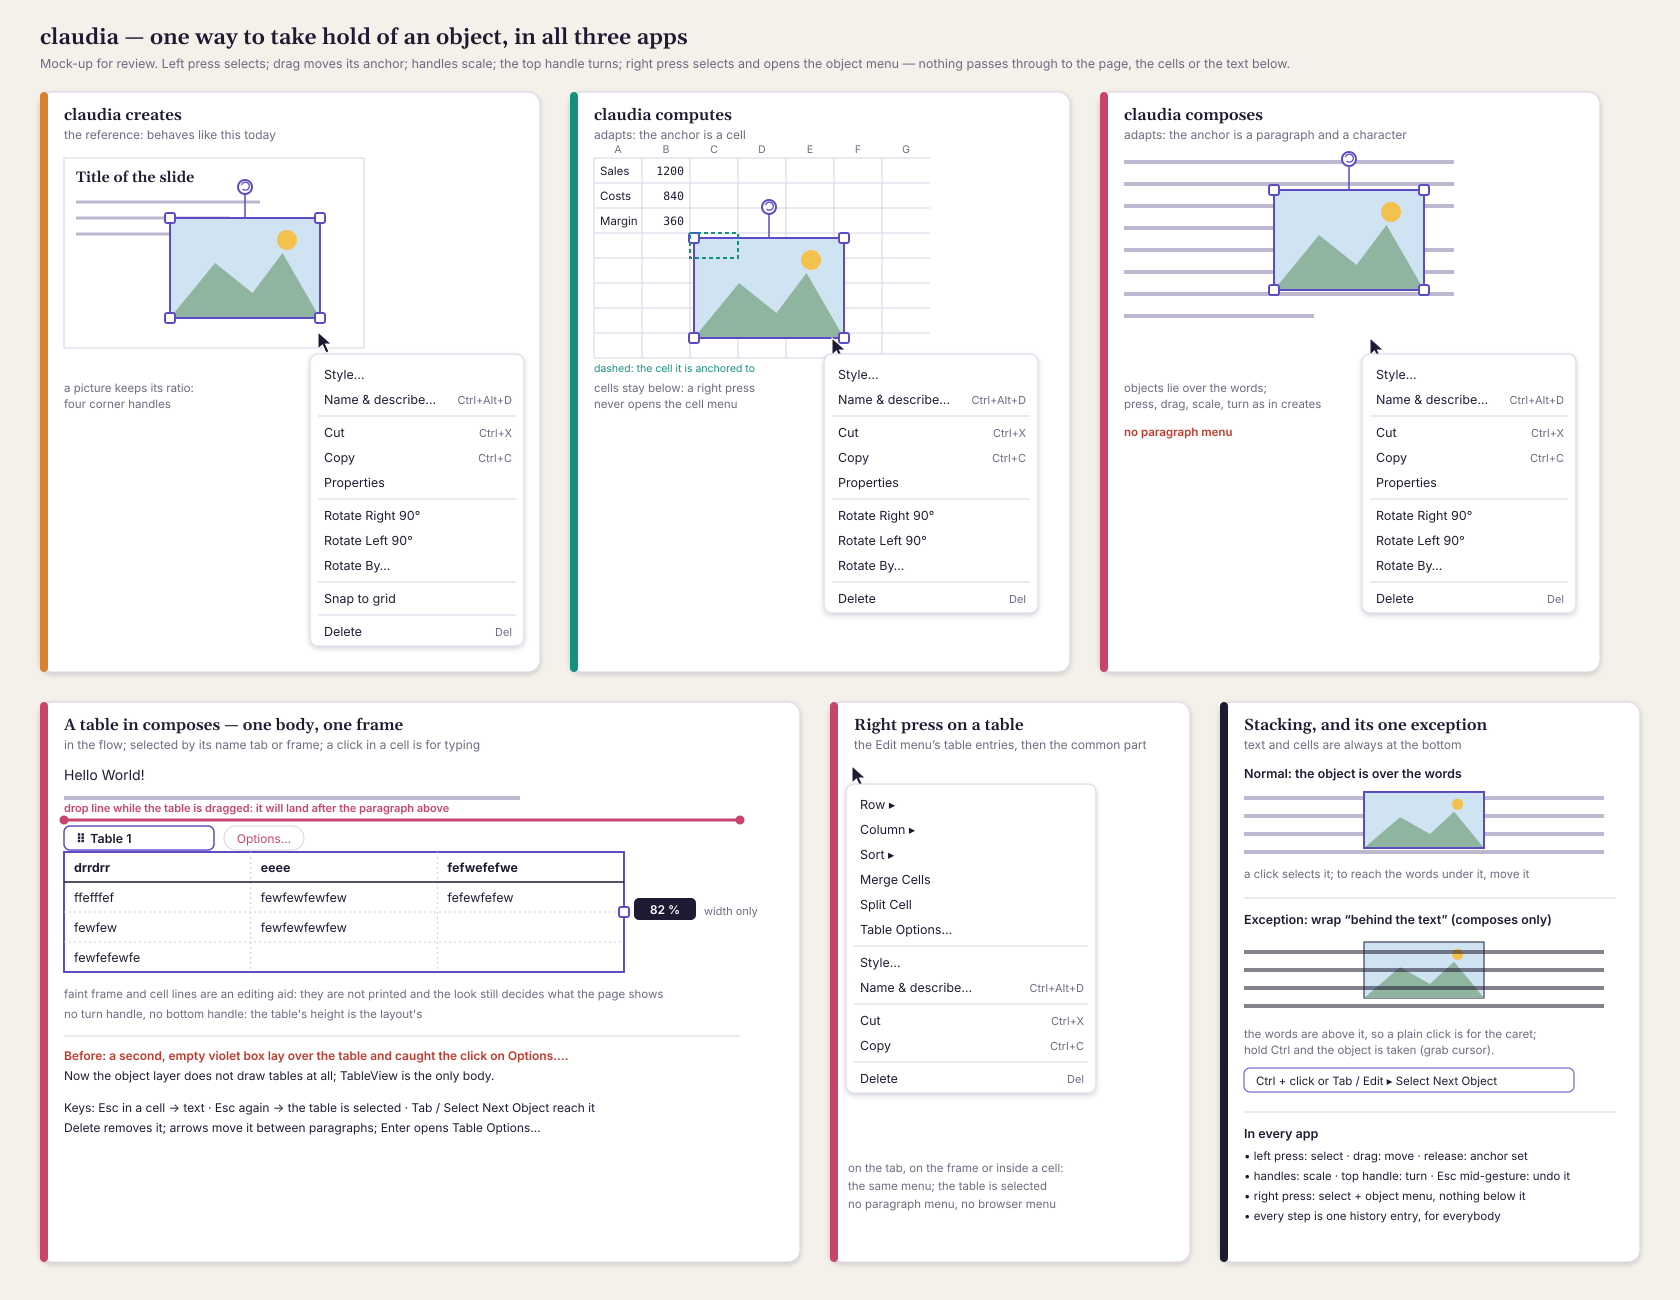 claudia — one way to take hold of an object, in all three apps
Mock-up for review. Left press selects; drag moves its anchor; handles scale; the top handle turns; right press selects and opens the object menu — nothing passes through to the page, the cells or the text below.
claudia creates
the reference: behaves like this today
Title of the slide
a picture keeps its ratio:
four corner handles
Style...
Name & describe... Ctrl+Alt+D
Cut Ctrl+X
Copy Ctrl+C
Properties
Rotate Right 90°
Rotate Left 90°
Rotate By...
Snap to grid
Delete Del
claudia computes
adapts: the anchor is a cell
A B C D E F G
Sales 1200
Costs 840
Margin 360
dashed: the cell it is anchored to
cells stay below: a right press
never opens the cell menu
Style...
Name & describe... Ctrl+Alt+D
Cut Ctrl+X
Copy Ctrl+C
Properties
Rotate Right 90°
Rotate Left 90°
Rotate By...
Delete Del
claudia composes
adapts: the anchor is a paragraph and a character
objects lie over the words;
press, drag, scale, turn as in creates
no paragraph menu
Style...
Name & describe... Ctrl+Alt+D
Cut Ctrl+X
Copy Ctrl+C
Properties
Rotate Right 90°
Rotate Left 90°
Rotate By...
Delete Del
A table in composes — one body, one frame
in the flow; selected by its name tab or frame; a click in a cell is for typing
Hello World!
drop line while the table is dragged: it will land after the paragraph above
⠿ Table 1 Options...
drrdrr eeee fefwefefwe
ffefffef fewfewfewfew fefewfefew
fewfew fewfewfewfew
fewfefewfe
82 % width only
faint frame and cell lines are an editing aid: they are not printed and the look still decides what the page shows
no turn handle, no bottom handle: the table's height is the layout's
Before: a second, empty violet box lay over the table and caught the click on Options....
Now the object layer does not draw tables at all; TableView is the only body.
Keys: Esc in a cell → text · Esc again → the table is selected · Tab / Select Next Object reach it
Delete removes it; arrows move it between paragraphs; Enter opens Table Options...
Right press on a table
the Edit menu’s table entries, then the common part
Row ▸
Column ▸
Sort ▸
Merge Cells
Split Cell
Table Options...
Style...
Name & describe... Ctrl+Alt+D
Cut Ctrl+X
Copy Ctrl+C
Delete Del
on the tab, on the frame or inside a cell:
the same menu; the table is selected
no paragraph menu, no browser menu
Stacking, and its one exception
text and cells are always at the bottom
Normal: the object is over the words
a click selects it; to reach the words under it, move it
Exception: wrap “behind the text” (composes only)
the words are above it, so a plain click is for the caret;
hold Ctrl and the object is taken (grab cursor).
Ctrl + click or Tab / Edit ▸ Select Next Object
In every app
• left press: select · drag: move · release: anchor set
• handles: scale · top handle: turn · Esc mid-gesture: undo it
• right press: select + object menu, nothing below it
• every step is one history entry, for everybody